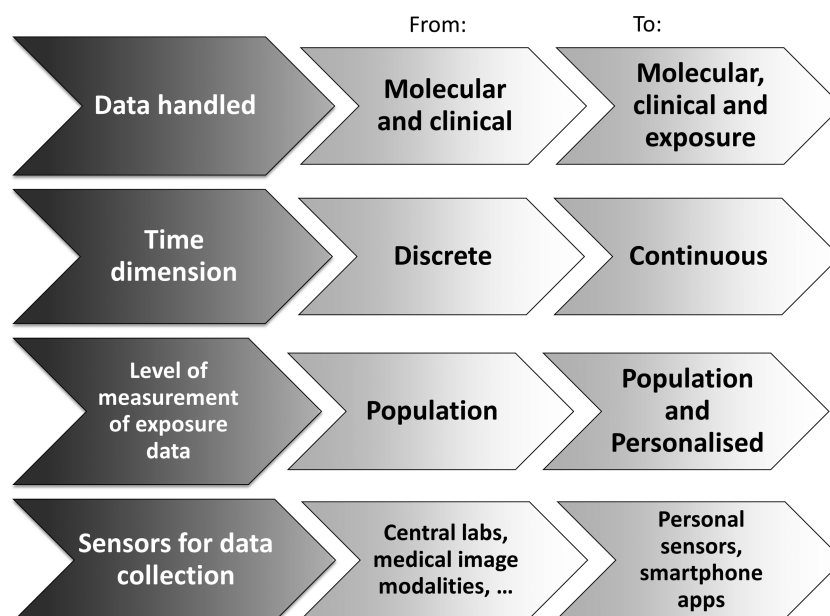 From: To:
Data handled
Molecular
and clinical
Molecular,
clinical and
exposure
Time
dimension
Discrete
Continuous
Level of
measurement
of exposure
data
Population
Population
and
Personalised
Sensors for data
collection
Central labs,
medical image
modalities, ...
Personal
sensors,
smartphone
apps